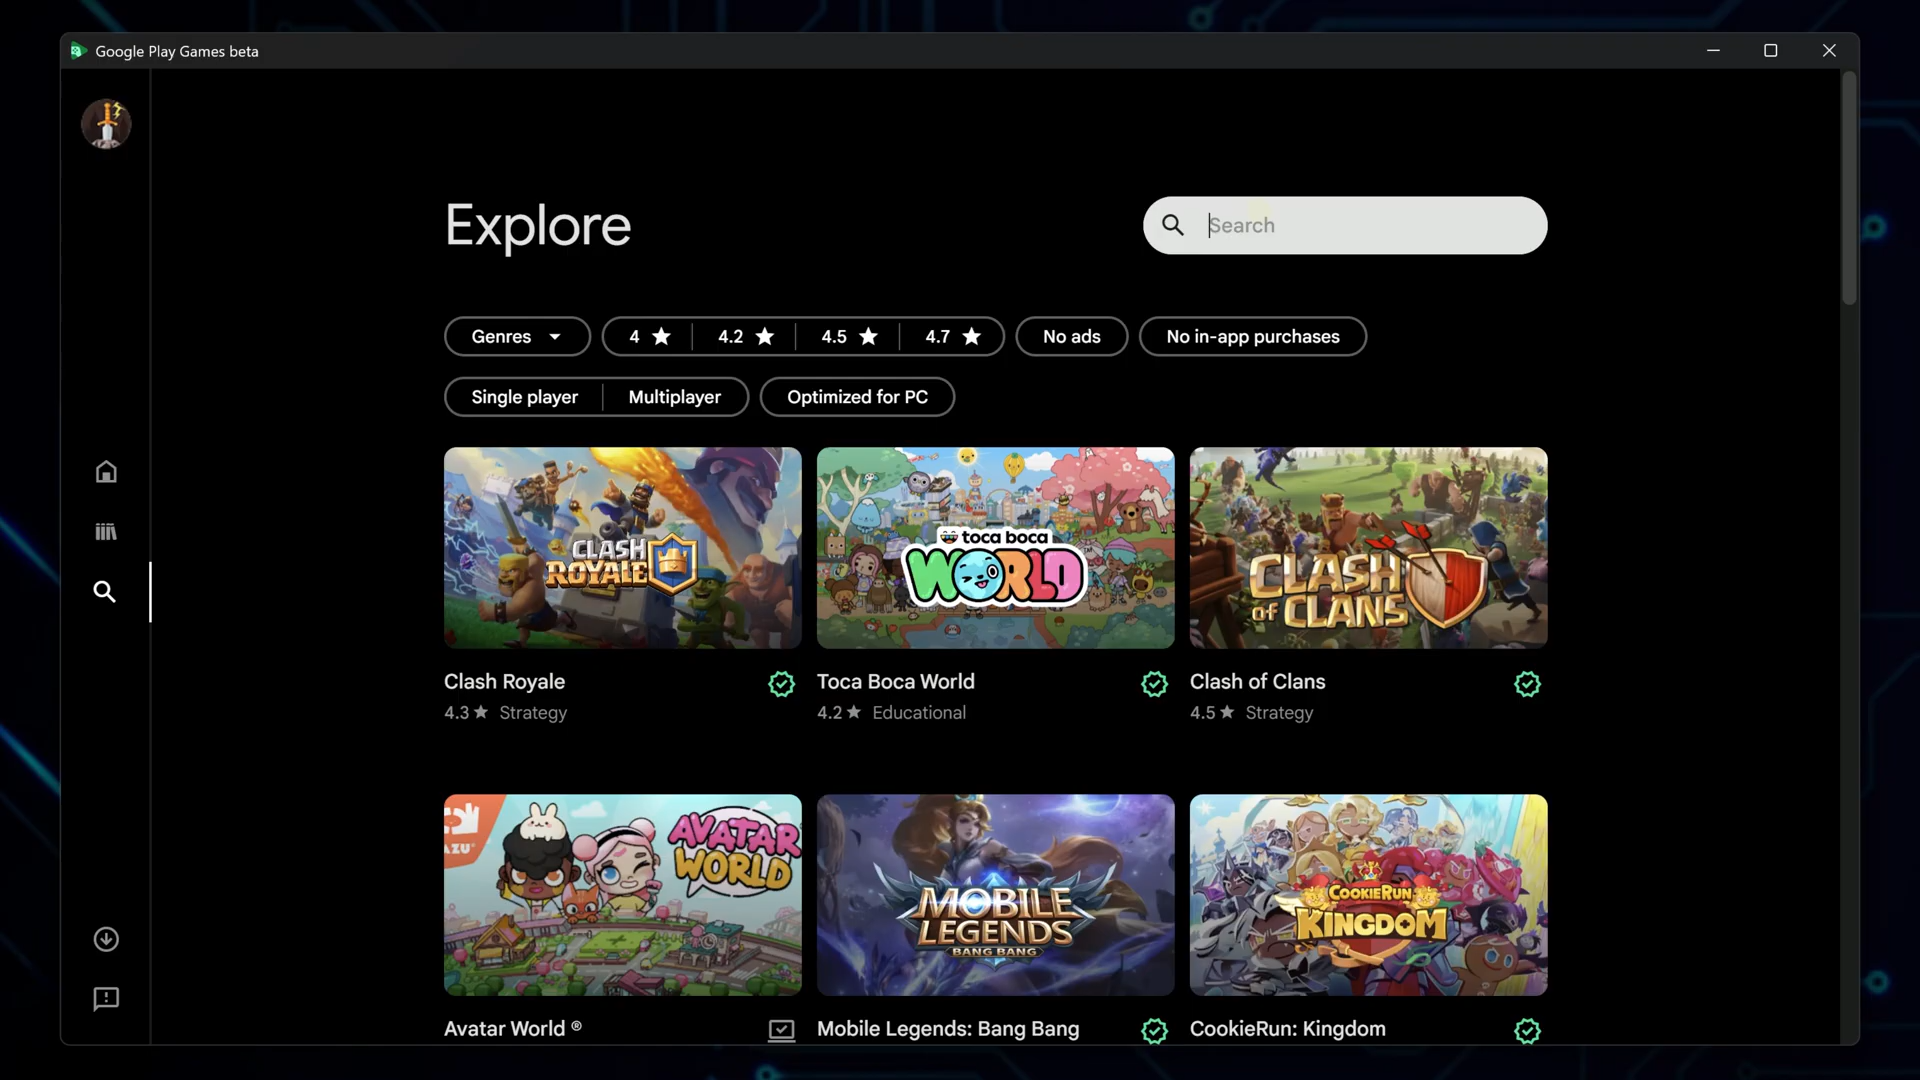 Google Play Games beta
Explore
Search
Genres
4 ★ 4.2 ★ 4.5 ★ 4.7 ★
No ads
No in-app purchases
Single player
Multiplayer
Optimized for PC
CLASH
ROYALE
toca boca
WORLD
CLASH
OF CLANS
Clash Royale
4.3 ★ Strategy
Toca Boca World
4.2 ★ Educational
Clash of Clans
4.5 ★ Strategy
AZU®
AVATAR
WORLD
MOBILE
LEGENDS
BANG BANG
COOKIERUN
KINGDOM
Avatar World ®
Mobile Legends: Bang Bang
CookieRun: Kingdom